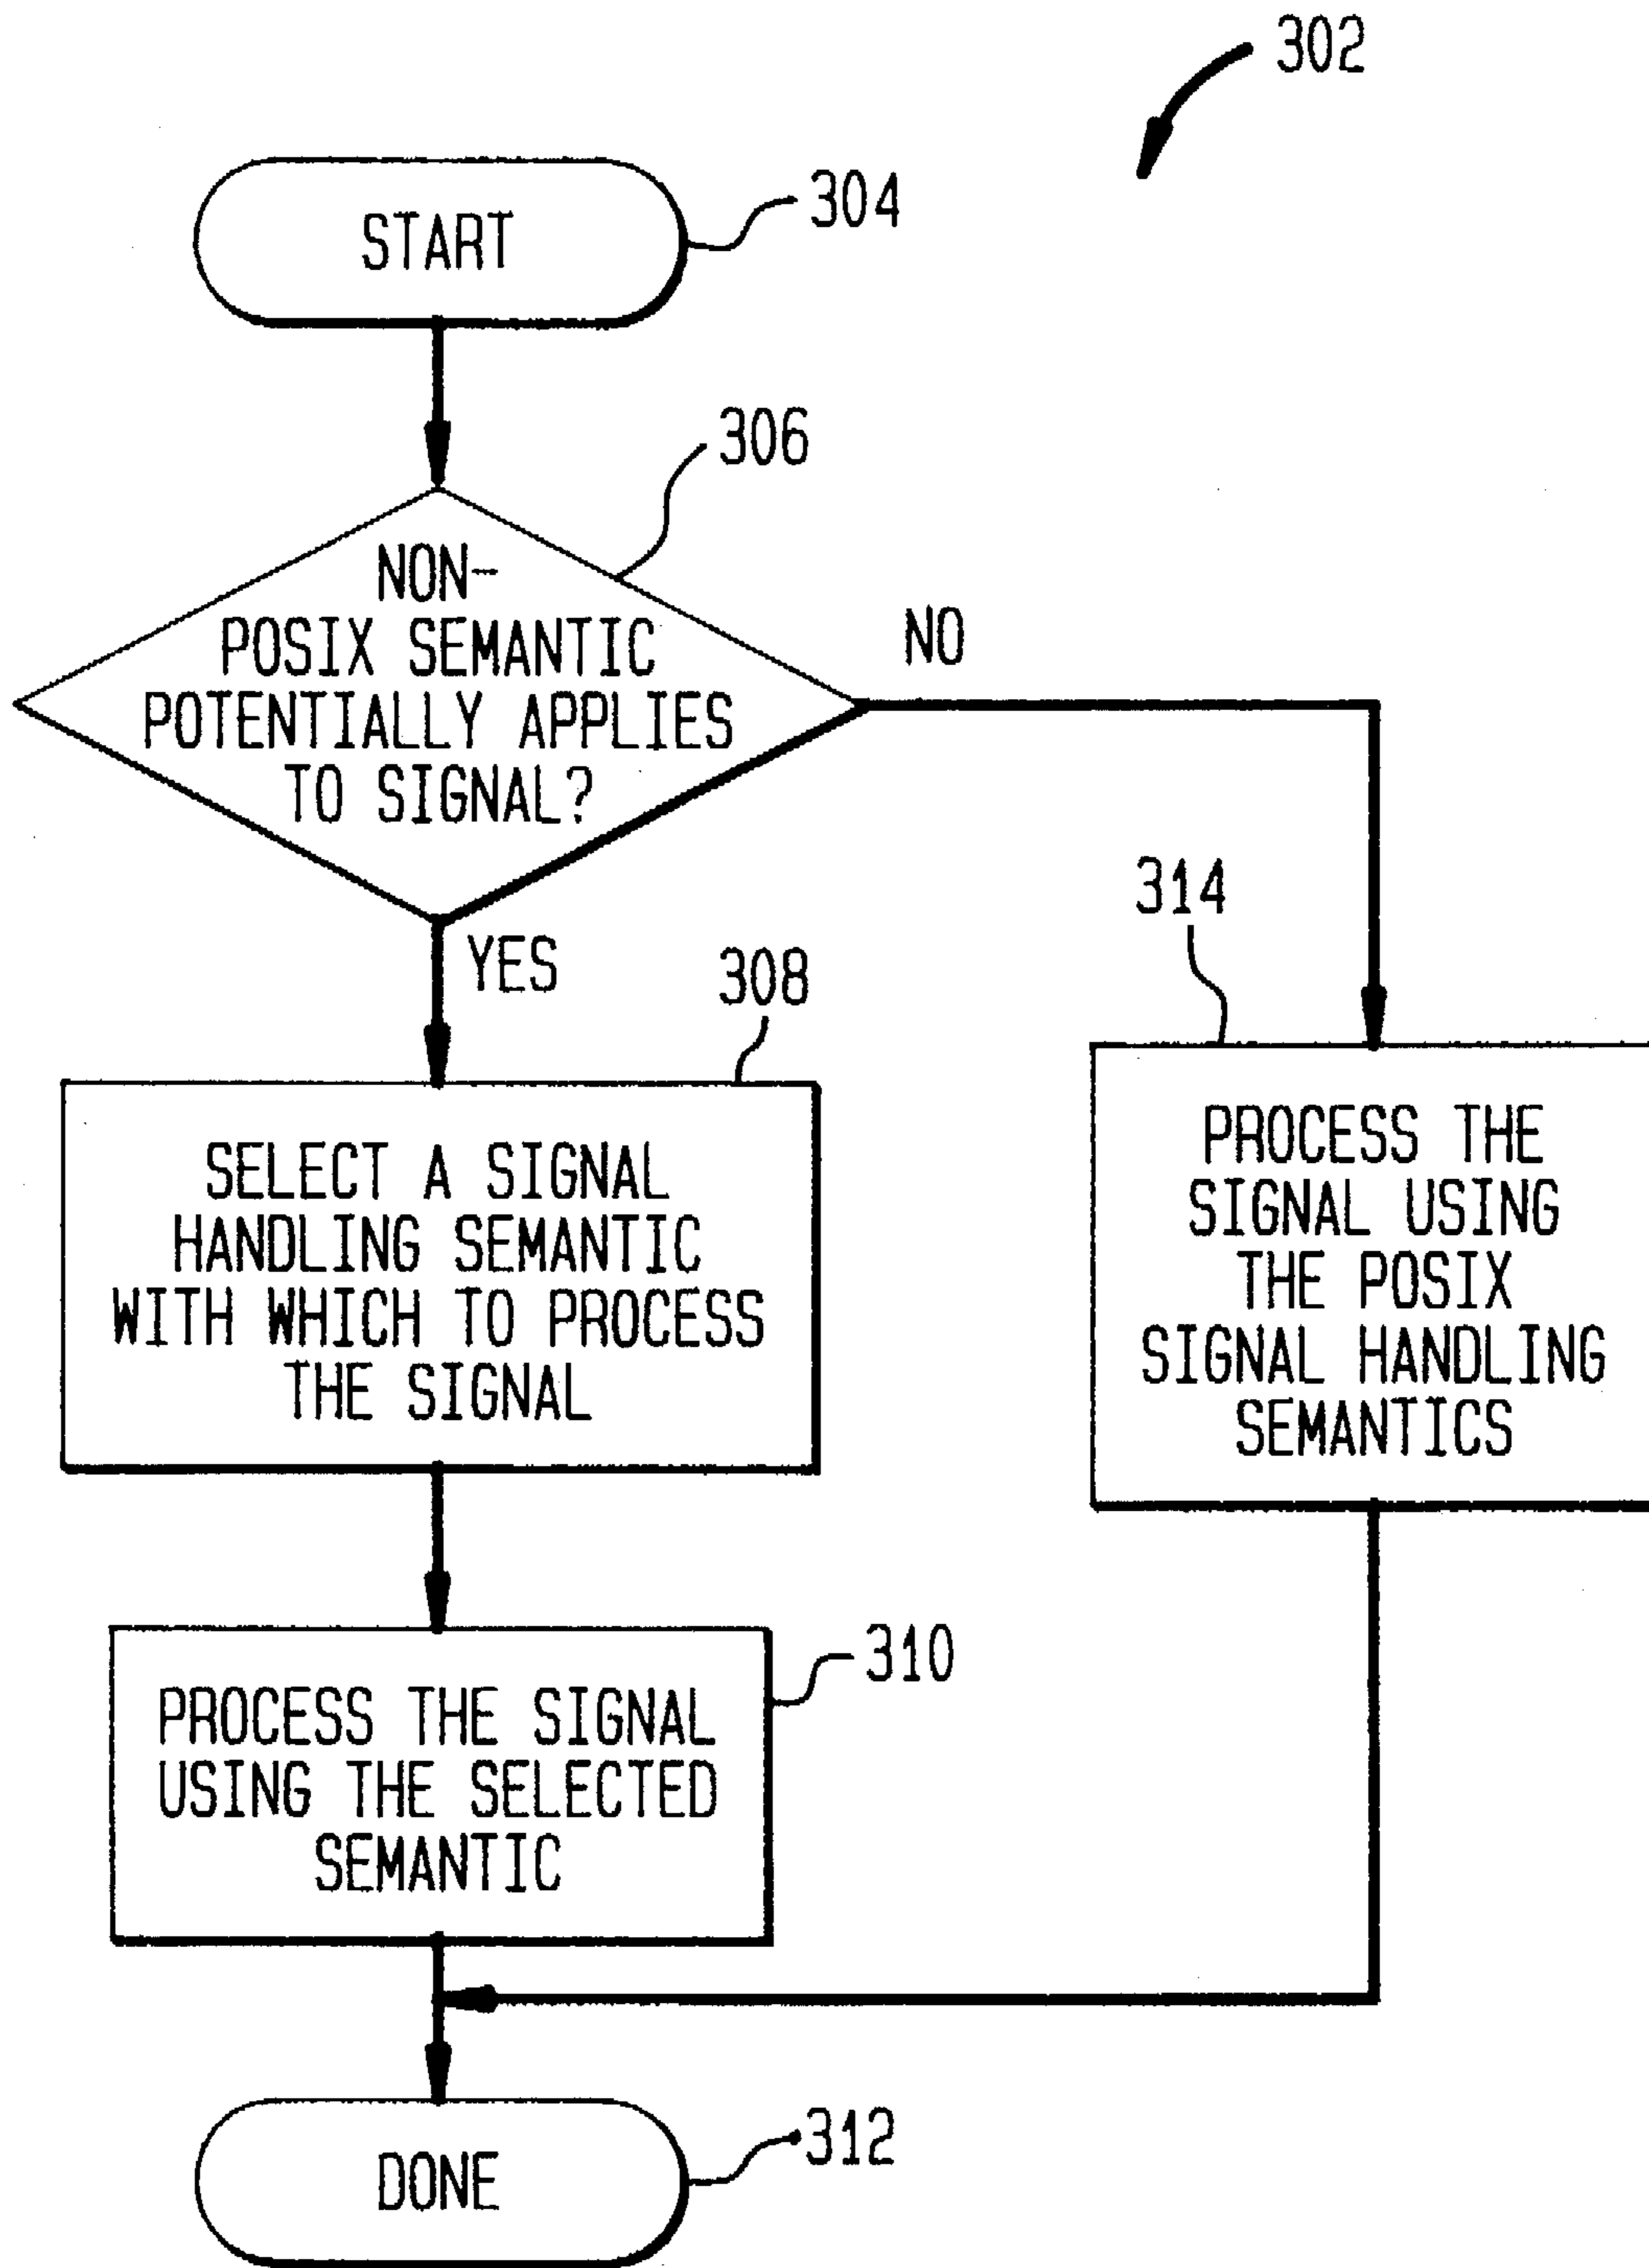 302
START
304
306
NON-
POSIX SEMANTIC
POTENTIALLY APPLIES
TO SIGNAL?
NO
YES
308
SELECT A SIGNAL
HANDLING SEMANTIC
WITH WHICH TO PROCESS
THE SIGNAL
314
PROCESS THE
SIGNAL USING
THE POSIX
SIGNAL HANDLING
SEMANTICS
310
PROCESS THE SIGNAL
USING THE SELECTED
SEMANTIC
DONE
312